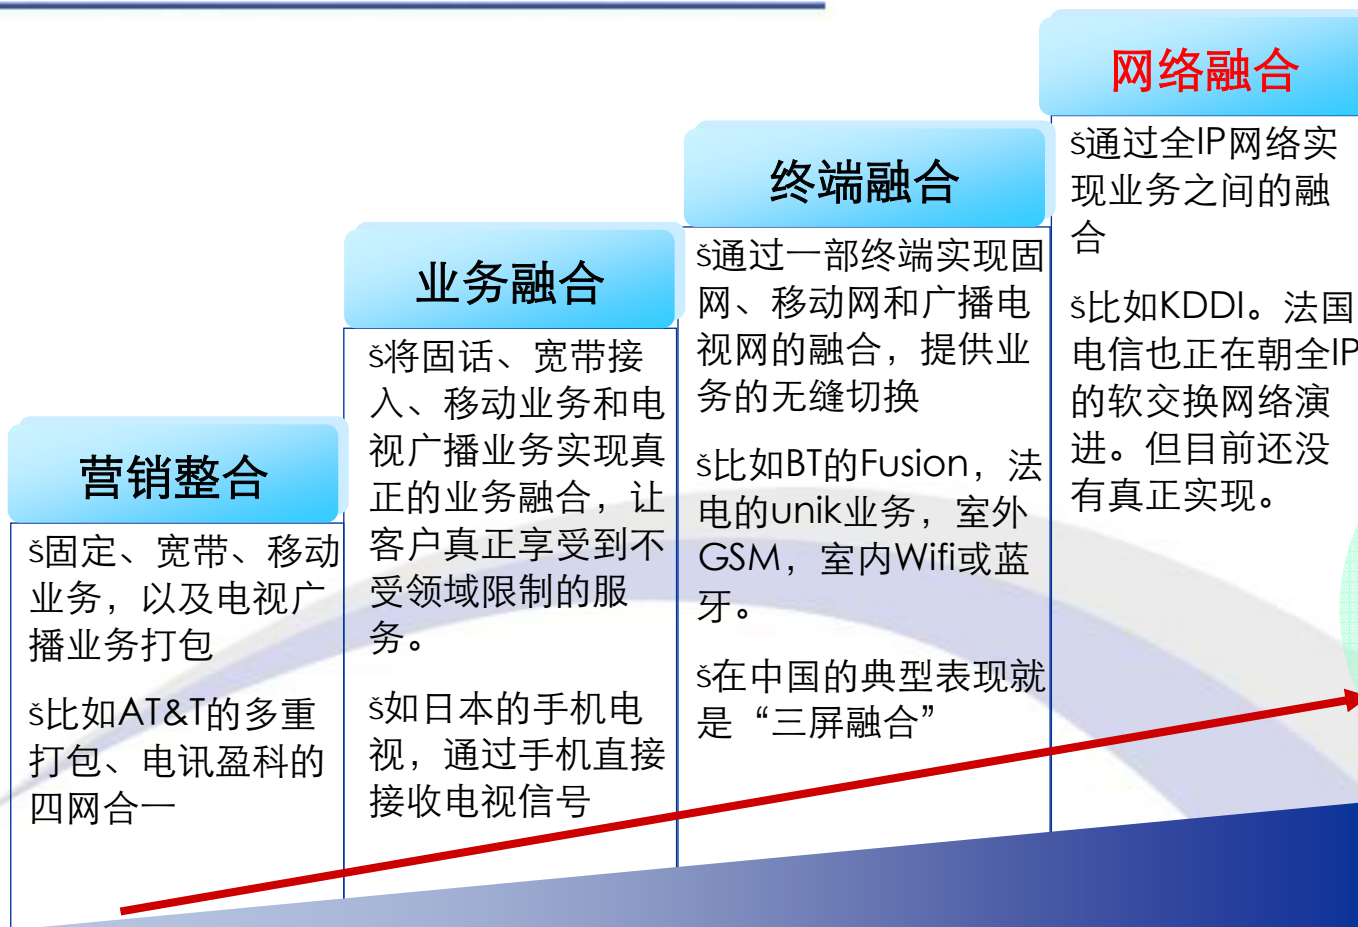 营销整合
š固定、宽带、移动
业务，以及电视广
播业务打包
š比如AT&T的多重
打包、电讯盈科的
四网合一
业务融合
š将固话、宽带接
入、移动业务和电
视广播业务实现真
正的业务融合，让
客户真正享受到不
受领域限制的服
务。
š如日本的手机电
视，通过手机直接
接收电视信号
终端融合
š通过一部终端实现固
网、移动网和广播电
视网的融合，提供业
务的无缝切换
š比如BT的Fusion，法
电的unik业务，室外
GSM，室内Wifi或蓝
牙。
š在中国的典型表现就
是“三屏融合”
网络融合
š通过全IP网络实
现业务之间的融
合
š比如KDDI。法国
电信也正在朝全IP
的软交换网络演
进。但目前还没
有真正实现。